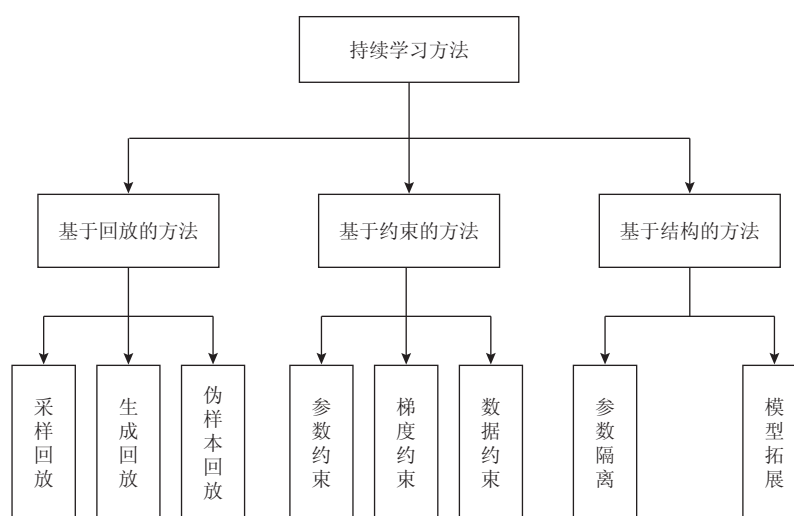 持续学习方法
基于回放的方法
基于约束的方法
基于结构的方法
采样回放
生成回放
伪样本回放
参数约束
梯度约束
数据约束
参数隔离
模型拓展